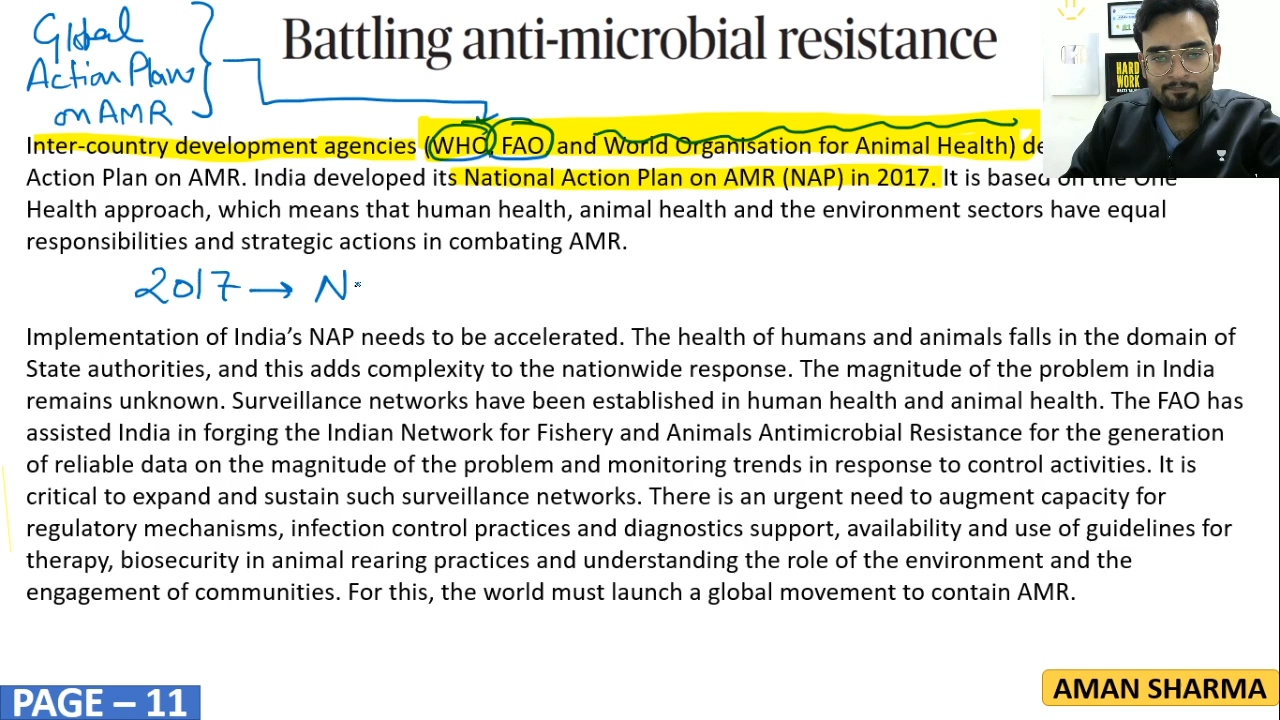 Global
Action Plan
on AMR
Battling anti-microbial resistance
HARD
WORK
Inter-country development agencies (WHO, FAO and World Organisation for Animal Health) de
Action Plan on AMR. India developed its National Action Plan on AMR (NAP) in 2017. It is based on the One
Health approach, which means that human health, animal health and the environment sectors have equal
responsibilities and strategic actions in combating AMR.
2017 → N
Implementation of India’s NAP needs to be accelerated. The health of humans and animals falls in the domain of
State authorities, and this adds complexity to the nationwide response. The magnitude of the problem in India
remains unknown. Surveillance networks have been established in human health and animal health. The FAO has
assisted India in forging the Indian Network for Fishery and Animals Antimicrobial Resistance for the generation
of reliable data on the magnitude of the problem and monitoring trends in response to control activities. It is
critical to expand and sustain such surveillance networks. There is an urgent need to augment capacity for
regulatory mechanisms, infection control practices and diagnostics support, availability and use of guidelines for
therapy, biosecurity in animal rearing practices and understanding the role of the environment and the
engagement of communities. For this, the world must launch a global movement to contain AMR.
PAGE – 11
AMAN SHARMA